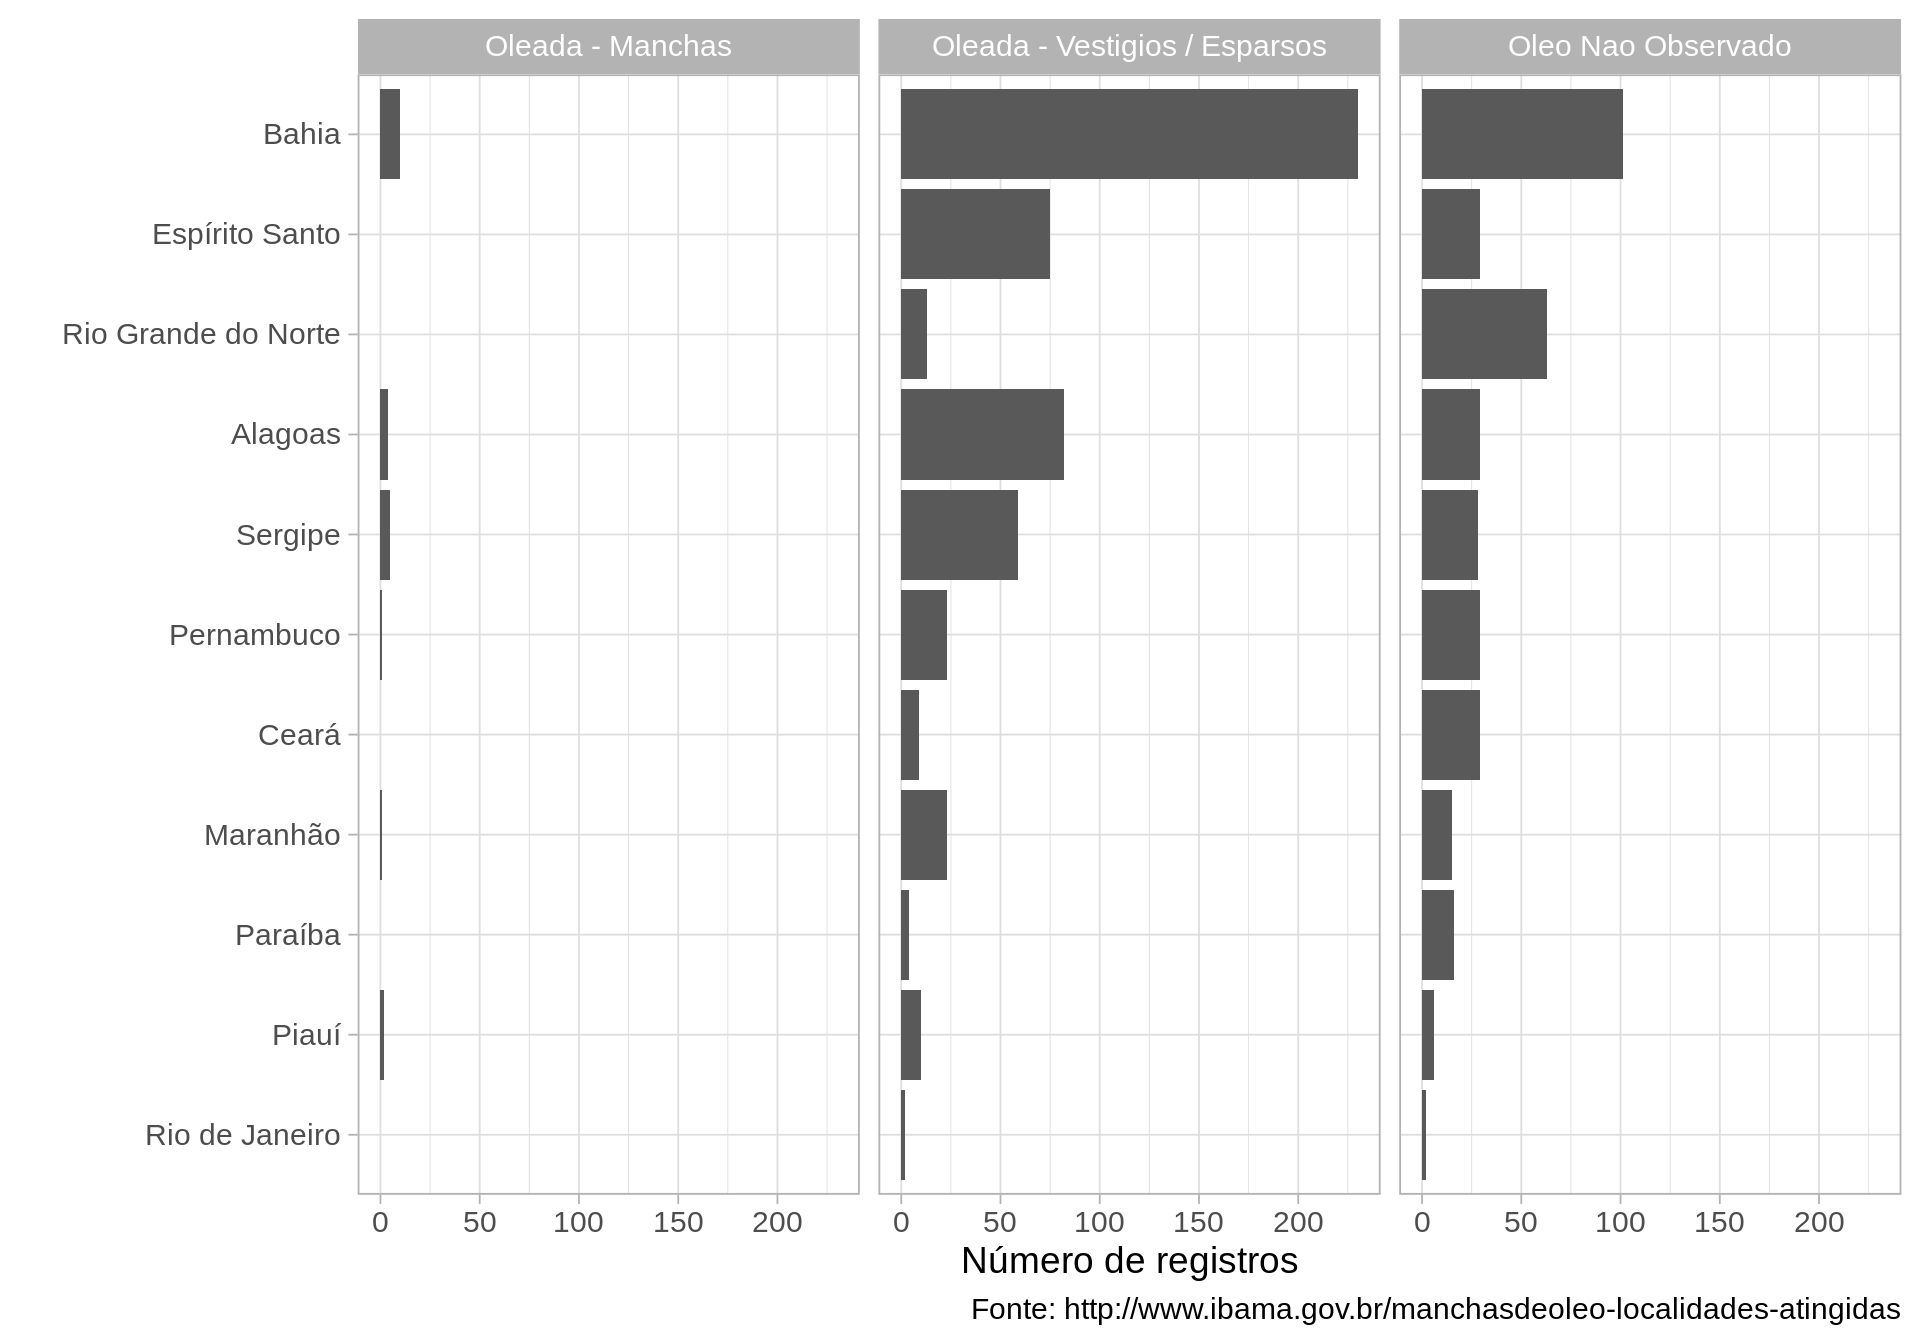 Oleada - Manchas
Oleada - Vestigios / Esparsos
Oleo Nao Observado
Bahia
Espírito Santo
Rio Grande do Norte
Alagoas
Sergipe
Pernambuco
Ceará
Maranhão
Paraíba
Piauí
Rio de Janeiro
0 50 100 150 200
0 50 100 150 200
0 50 100 150 200
Número de registros
Fonte: http://www.ibama.gov.br/manchasdeoleo-localidades-atingidas